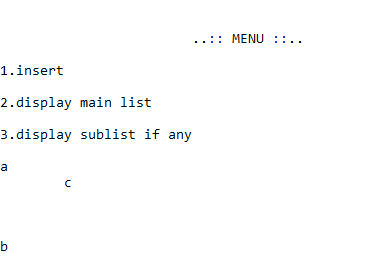 ..:: MENU ::..
1.insert
2.display main list
3.display sublist if any
a
c
b